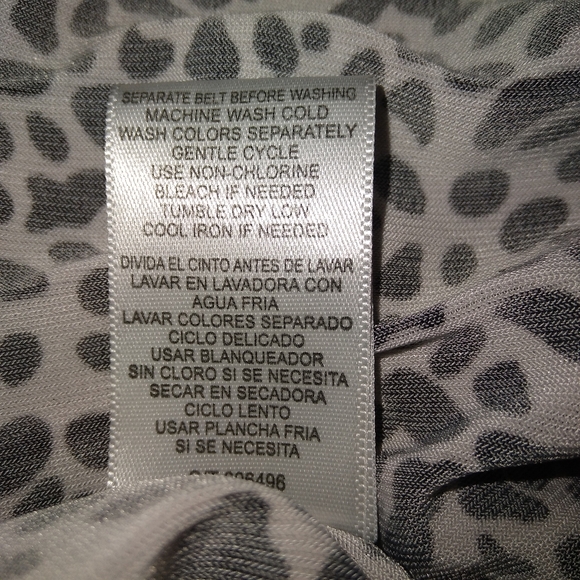 SEPARATE BELT BEFORE WASHING
MACHINE WASH COLD
WASH COLORS SEPARATELY
GENTLE CYCLE
USE NON-CHLORINE
BLEACH IF NEEDED
TUMBLE DRY LOW
COOL IRON IF NEEDED
DIVIDA EL CINTO ANTES DE LAVAR
LAVAR EN LAVADORA CON
AGUA FRIA
LAVAR COLORES SEPARADO
CICLO DELICADO
USAR BLANQUEADOR
SIN CLORO SI SE NECESITA
SECAR EN SECADORA
CICLO LENTO
USAR PLANCHA FRIA
SI SE NECESITA